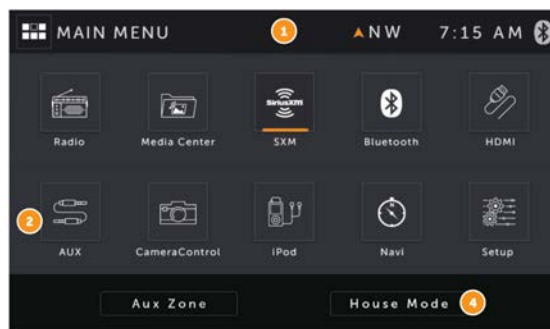 MAIN MENU 1 NW 7:15 AM
SiriusXM
Radio Media Center SXM Bluetooth HDMI
2
AUX CameraControl iPod Navi Setup
Aux Zone House Mode 4